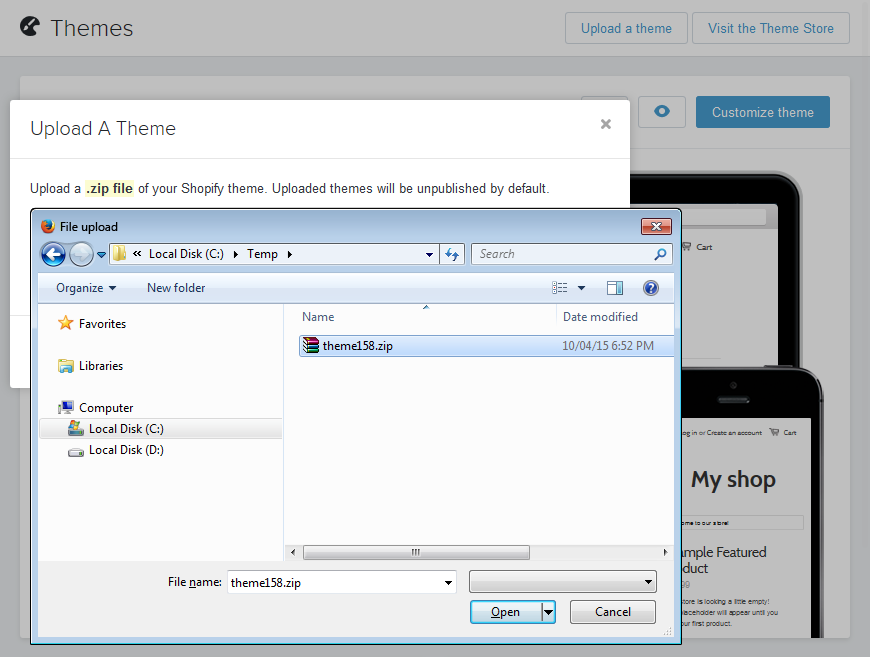 Themes
Upload a theme
Visit the Theme Store
Customize theme
Upload A Theme
×
Upload a .zip file of your Shopify theme. Uploaded themes will be unpublished by default.
File upload
« Local Disk (C:) Temp
Search
Organize
New folder
Favorites
Libraries
Computer
Local Disk (C:)
Local Disk (D:)
Name
Date modified
theme158.zip
10/04/15 6:52 PM
File name:
theme158.zip
Open
Cancel
Cart
og in or Create an account
Cart
My shop
ome to our store!
ample Featured
duct
99
store is looking a little empty!
laceholder will appear until you
our first product.